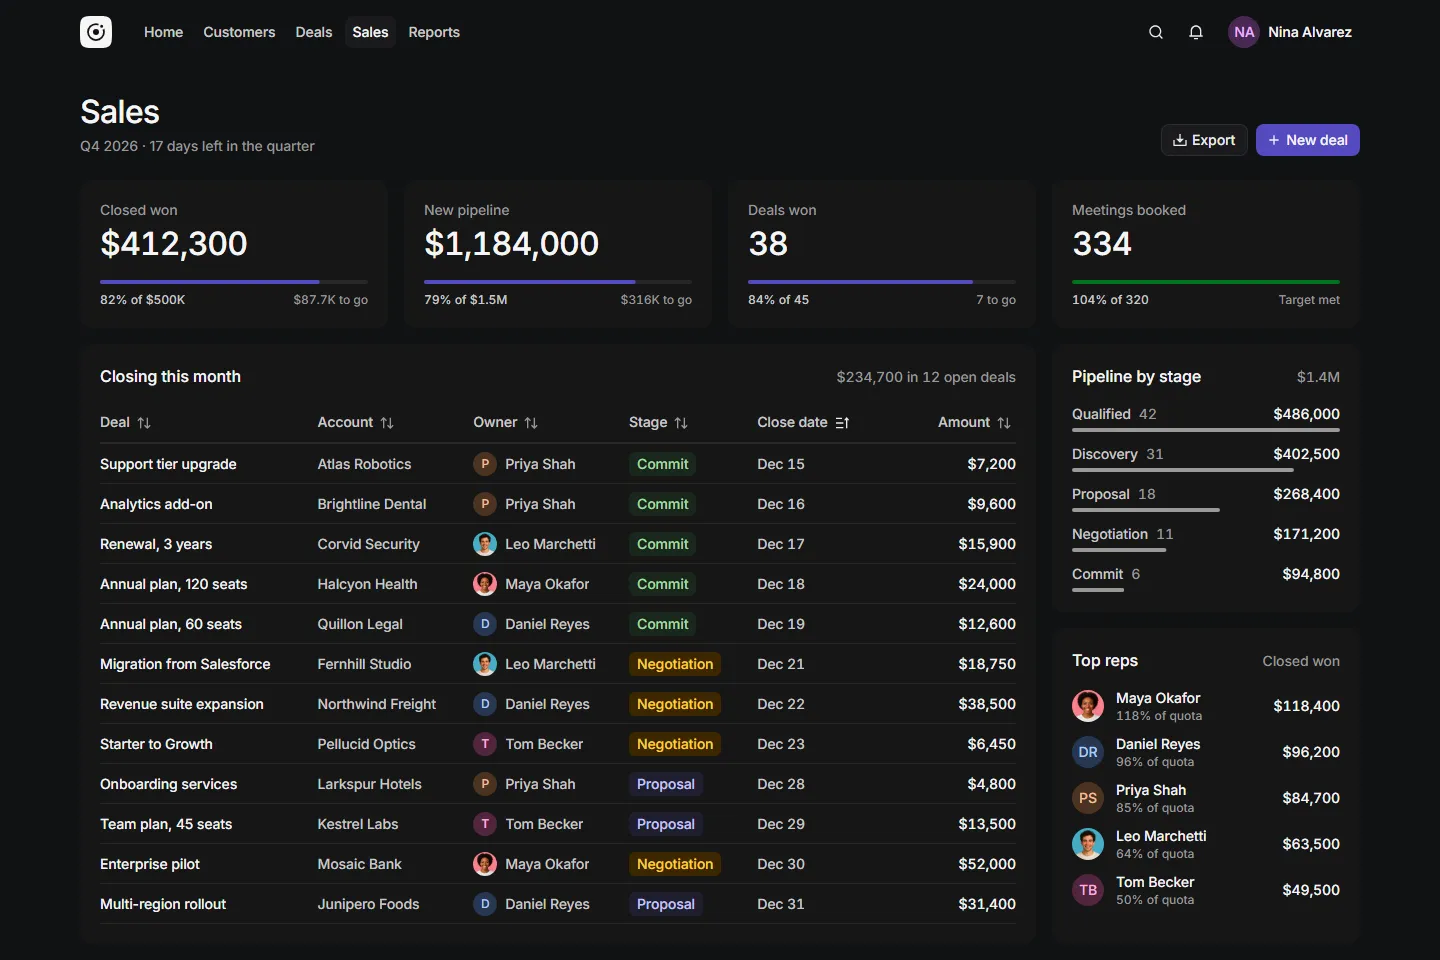 Home Customers Deals Sales Reports
NA Nina Alvarez
Sales
Q4 2026 · 17 days left in the quarter
Export
+ New deal
Closed won
$412,300
82% of $500K $87.7K to go
New pipeline
$1,184,000
79% of $1.5M $316K to go
Deals won
38
84% of 45 7 to go
Meetings booked
334
104% of 320 Target met
Closing this month $234,700 in 12 open deals
Deal Account Owner Stage Close date Amount
Support tier upgrade Atlas Robotics P Priya Shah Commit Dec 15 $7,200
Analytics add-on Brightline Dental P Priya Shah Commit Dec 16 $9,600
Renewal, 3 years Corvid Security Leo Marchetti Commit Dec 17 $15,900
Annual plan, 120 seats Halcyon Health Maya Okafor Commit Dec 18 $24,000
Annual plan, 60 seats Quillon Legal D Daniel Reyes Commit Dec 19 $12,600
Migration from Salesforce Fernhill Studio Leo Marchetti Negotiation Dec 21 $18,750
Revenue suite expansion Northwind Freight D Daniel Reyes Negotiation Dec 22 $38,500
Starter to Growth Pellucid Optics T Tom Becker Negotiation Dec 23 $6,450
Onboarding services Larkspur Hotels P Priya Shah Proposal Dec 28 $4,800
Team plan, 45 seats Kestrel Labs T Tom Becker Proposal Dec 29 $13,500
Enterprise pilot Mosaic Bank Maya Okafor Negotiation Dec 30 $52,000
Multi-region rollout Junipero Foods D Daniel Reyes Proposal Dec 31 $31,400
Pipeline by stage $1.4M
Qualified 42 $486,000
Discovery 31 $402,500
Proposal 18 $268,400
Negotiation 11 $171,200
Commit 6 $94,800
Top reps Closed won
Maya Okafor $118,400
118% of quota
DR Daniel Reyes $96,200
96% of quota
PS Priya Shah $84,700
85% of quota
Leo Marchetti $63,500
64% of quota
TB Tom Becker $49,500
50% of quota